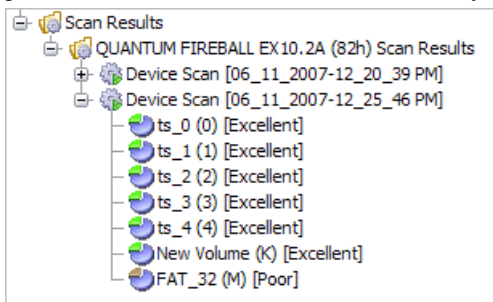 Scan Results
QUANTUM FIREBALL EX10.2A (82h) Scan Results
Device Scan [06_11_2007-12_20_39 PM]
Device Scan [06_11_2007-12_25_46 PM]
ts_0 (0) [Excellent]
ts_1 (1) [Excellent]
ts_2 (2) [Excellent]
ts_3 (3) [Excellent]
ts_4 (4) [Excellent]
New Volume (K) [Excellent]
FAT_32 (M) [Poor]